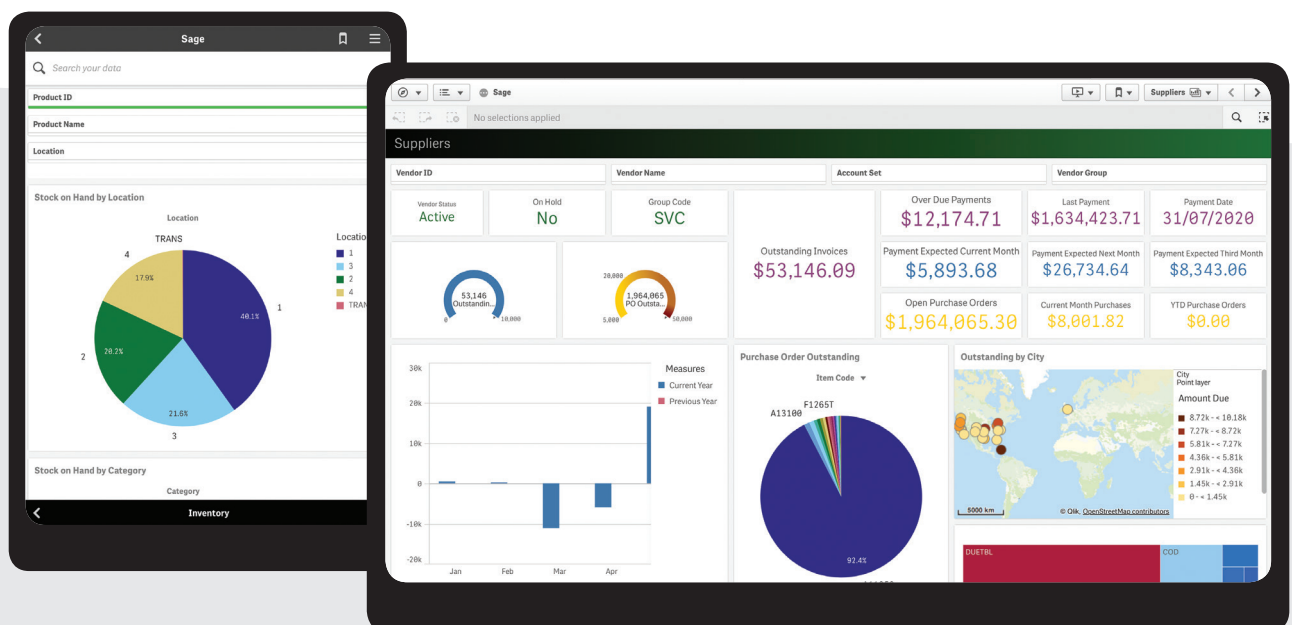 Sage
Search your data
Product ID
Product Name
Location
Stock on Hand by Location
Location
TRANS
4
17.9%
40.1%
1
2
20.2%
21.6%
3
Locatio
1
3
2
4
TRAN
Stock on Hand by Category
Category
Inventory
Sage
Suppliers
No selections applied
Suppliers
Vendor ID
Vendor Name
Account Set
Vendor Group
Vendor Status
Active
On Hold
No
Group Code
SVC
Outstanding Invoices
$53,146.09
Over Due Payments
$12,174.71
Last Payment
$1,634,423.71
Payment Date
31/07/2020
Payment Expected Current Month
$5,893.68
Payment Expected Next Month
$26,734.64
Payment Expected Third Month
$8,343.06
Open Purchase Orders
$1,964,065.30
Current Month Purchases
$8,001.82
YTD Purchase Orders
$0.00
53,146
Outstandin...
0
10,000
20,000
1,964,065
PO Outsta...
5,000
50,000
30k
20k
10k
0
-10k
-20k
Jan
Feb
Mar
Apr
Measures
Current Year
Previous Year
Purchase Order Outstanding
Item Code
F1265T
A13100
92.4%
Outstanding by City
City
Point layer
Amount Due
8.72k - < 10.18k
7.27k - < 8.72k
5.81k - < 7.27k
4.36k - < 5.81k
2.91k - < 4.36k
1.45k - < 2.91k
0 - < 1.45k
5000 km
© Qlik, OpenStreetMap contributors
DUETBL
COD